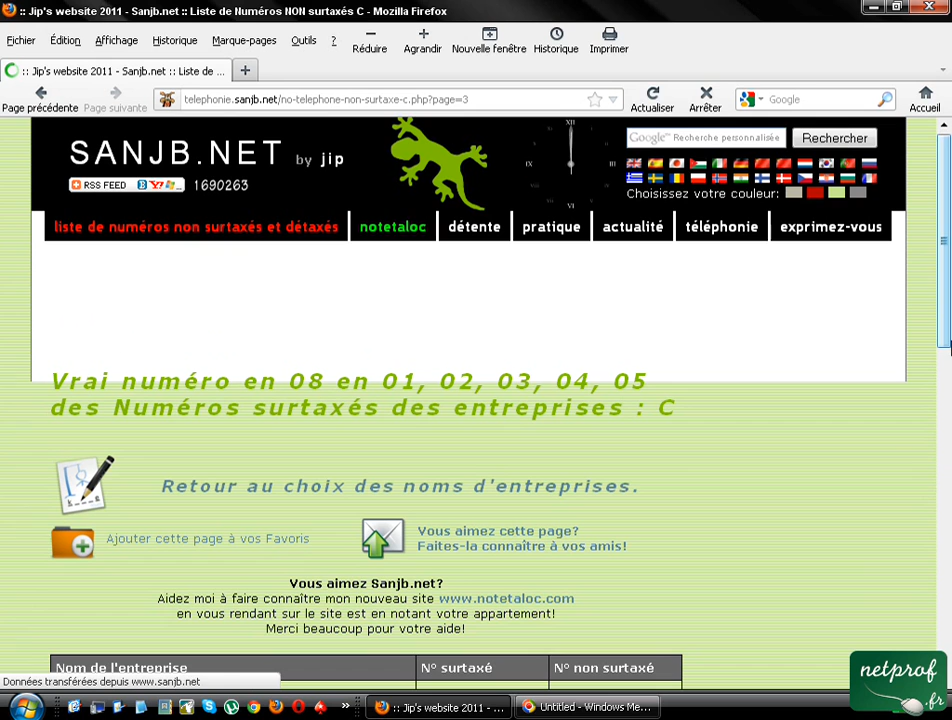 :: Jip's website 2011 - Sanjb.net :: Liste de Numéros NON surtaxés C - Mozilla Firefox
Fichier Édition Affichage Historique Marque-pages Outils ? Réduire Agrandir Nouvelle fenêtre Historique Imprimer
:: Jip's website 2011 - Sanjb.net :: Liste de ...
Page précédente Page suivante telephonie.sanjb.net/no-telephone-non-surtaxe-c.php?page=3 Actualiser Arrêter Google Accueil
SANJB.NET by jip
XII
III
VI
IX
Google™ Recherche personnalisée Rechercher
RSS FEED 1690263
Choisissez votre couleur:
liste de numéros non surtaxés et détaxés notetaloc détente pratique actualité téléphonie exprimez-vous
Vrai numéro en 08 en 01, 02, 03, 04, 05
des Numéros surtaxés des entreprises : C
Retour au choix des noms d'entreprises.
Ajouter cette page à vos Favoris
Vous aimez cette page?
Faites-la connaître à vos amis!
Vous aimez Sanjb.net?
Aidez moi à faire connaître mon nouveau site www.notetaloc.com
en vous rendant sur le site est en notant votre appartement!
Merci beaucoup pour votre aide!
Nom de l'entreprise N° surtaxé N° non surtaxé
Données transférées depuis www.sanjb.net
netprof
.fr
:: Jip's website 2011 - ... Untitled - Windows Me...